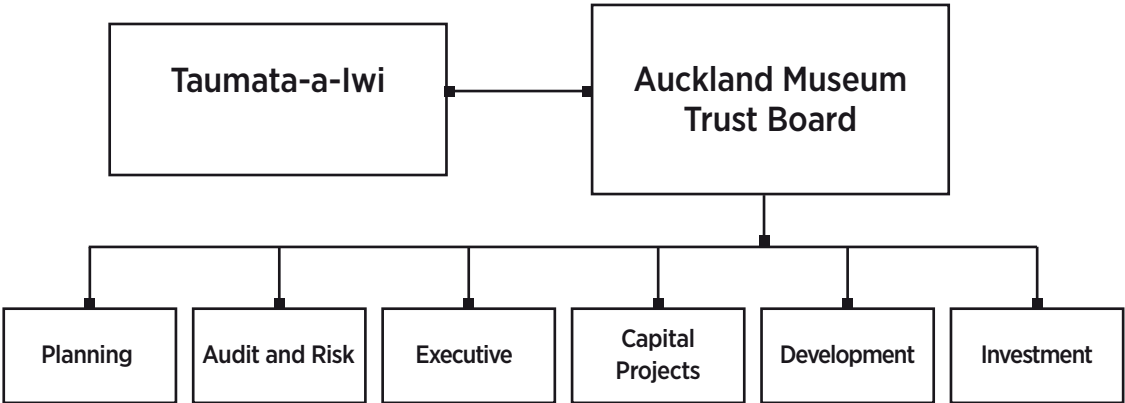 Taumata-a-Iwi
Auckland Museum
Trust Board
Planning
Audit and Risk
Executive
Capital
Projects
Development
Investment